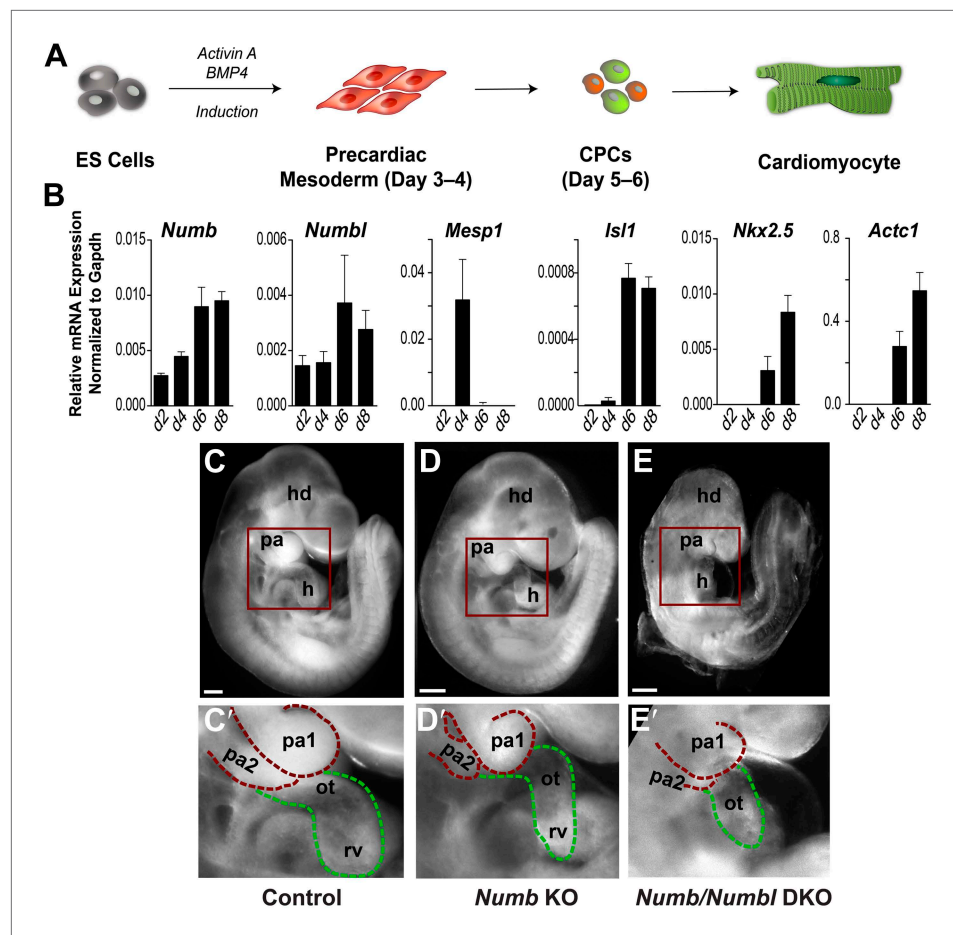 A
Activin A
BMP4
Induction
ES Cells
Precardiac
Mesoderm (Day 3–4)
CPCs
(Day 5–6)
Cardiomyocyte
B
Relative mRNA Expression
Normalized to Gapdh
Numb
0.015
0.010
0.005
0.000
d2 d4 d6 d8
Numbl
0.006
0.004
0.002
0.000
d2 d4 d6 d8
Mesp1
0.04
0.02
0.00
d2 d4 d6 d8
Isl1
0.0008
0.0004
0.0000
d2 d4 d6 d8
Nkx2.5
0.015
0.010
0.005
0.000
d2 d4 d6 d8
Actc1
0.8
0.4
0.0
d2 d4 d6 d8
C
hd
pa
h
D
hd
pa
h
E
hd
pa
h
C′
pa1
pa2
ot
rv
D′
pa1
pa2
ot
rv
E′
pa1
pa2
ot
Control
Numb KO
Numb/Numbl DKO